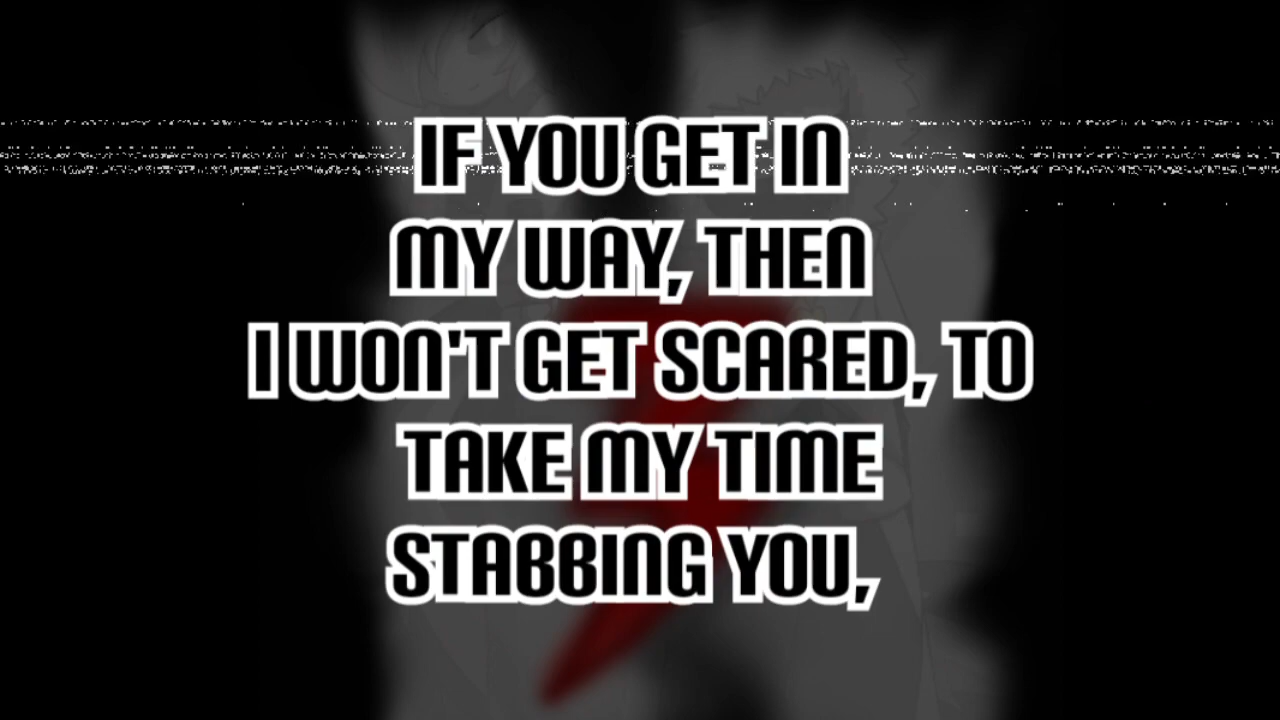 IF YOU GET IN
MY WAY, THEN
I WON'T GET SCARED, TO
TAKE MY TIME
STABBING YOU,